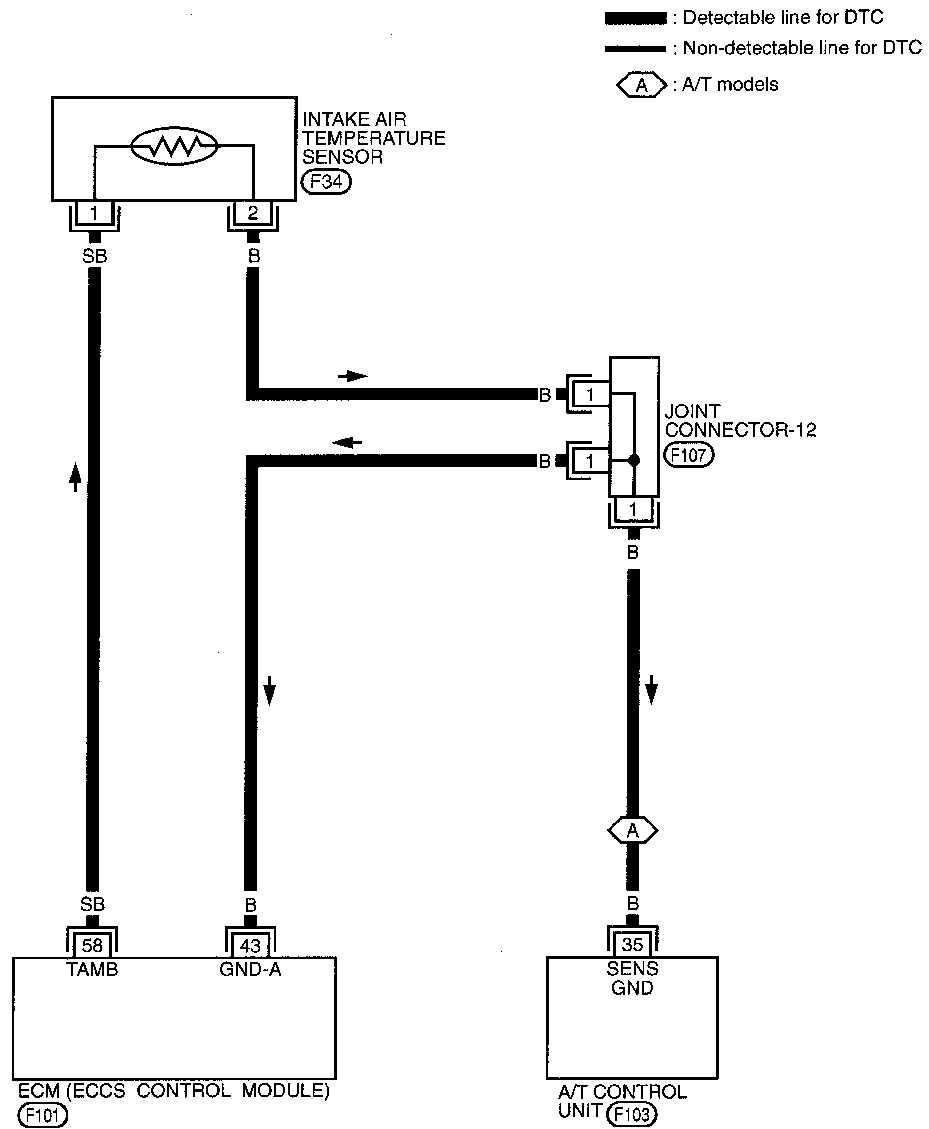 : Detectable line for DTC
: Non-detectable line for DTC
A : A/T models
INTAKE AIR
TEMPERATURE
SENSOR
F34
1
2
SB
B
B
1
JOINT
CONNECTOR-12
F107
B
1
1
B
A
SB
B
B
58
43
35
TAMB
GND-A
SENS
GND
ECM (ECCS CONTROL MODULE)
F101
A/T CONTROL
UNIT F103